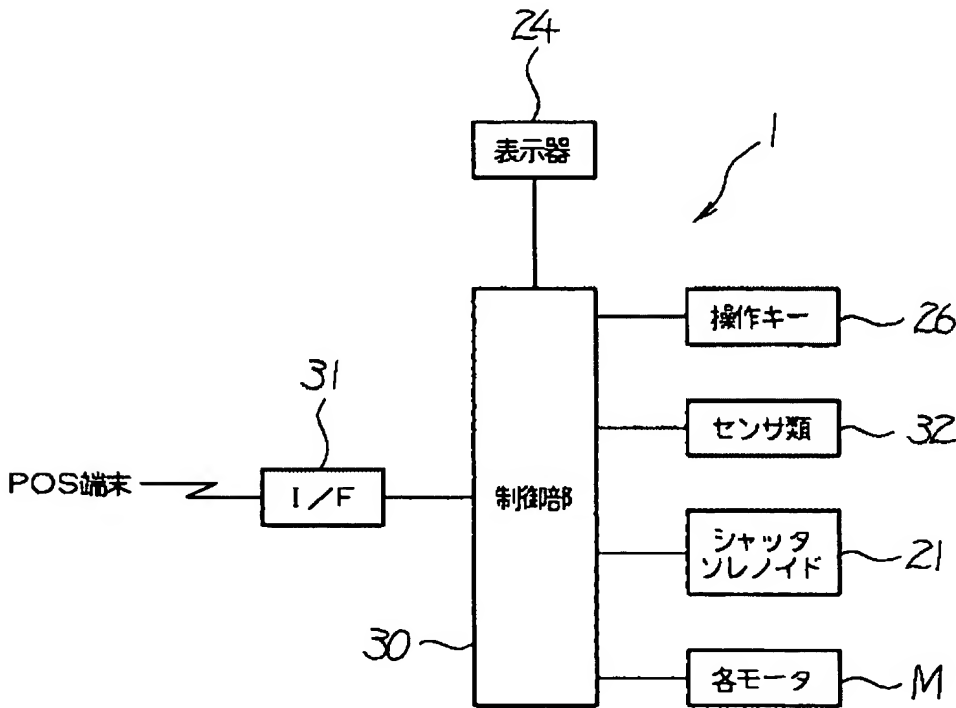 24
表示器
1
操作キー
26
31
センサ類
32
POS端末
I/F
制御部
シャッタ
ソレノイド
21
30
各モータ
M